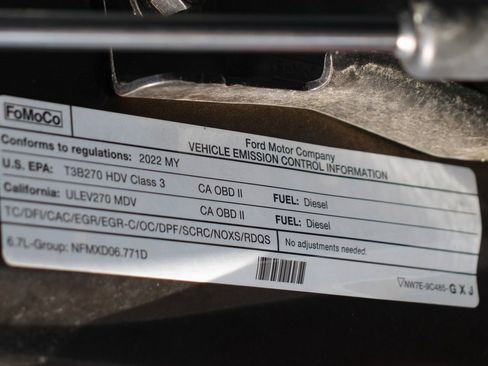 FoMoCo
Ford Motor Company
VEHICLE EMISSION CONTROL INFORMATION
Conforms to regulations: 2022 MY
U.S. EPA: T3B270 HDV Class 3 CA OBD II FUEL: Diesel
California: ULEV270 MDV CA OBD II FUEL: Diesel
TC/DFI/CAC/EGR/EGR-C/OC/DPF/SCRC/NOXS/RDQS No adjustments needed.
6.7L-Group: NFMXD06.771D
NW7E-9C485- G X J